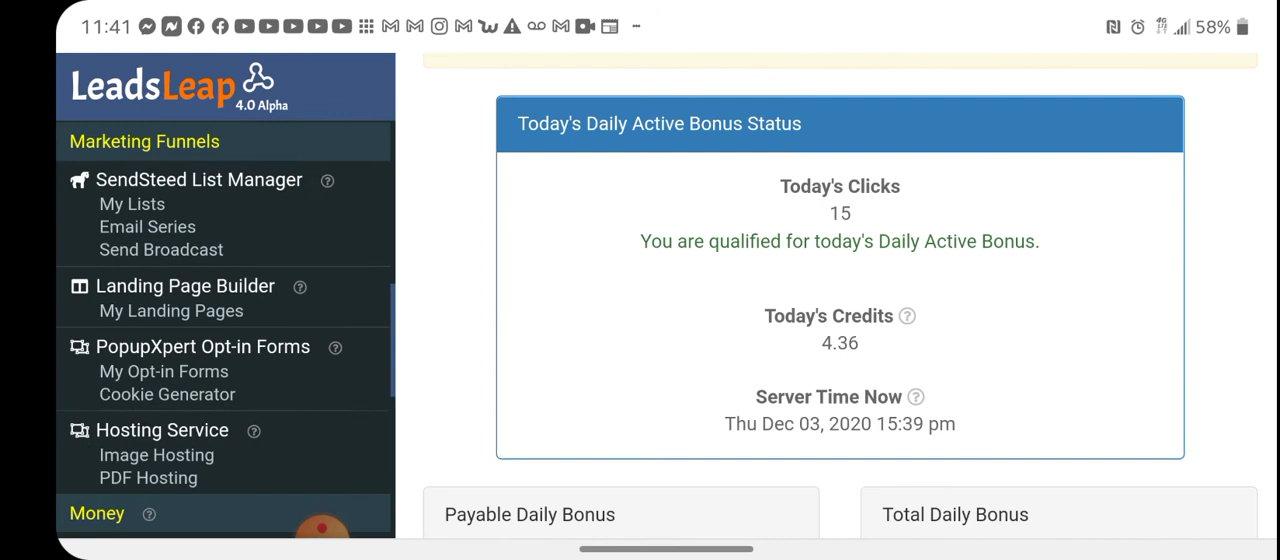 11:41
58%
LeadsLeap
4.0 Alpha
Marketing Funnels
SendSteed List Manager
My Lists
Email Series
Send Broadcast
Landing Page Builder
My Landing Pages
PopupXpert Opt-in Forms
My Opt-in Forms
Cookie Generator
Hosting Service
Image Hosting
PDF Hosting
Money
Today's Daily Active Bonus Status
Today's Clicks
15
You are qualified for today's Daily Active Bonus.
Today's Credits
4.36
Server Time Now
Thu Dec 03, 2020 15:39 pm
Payable Daily Bonus
Total Daily Bonus